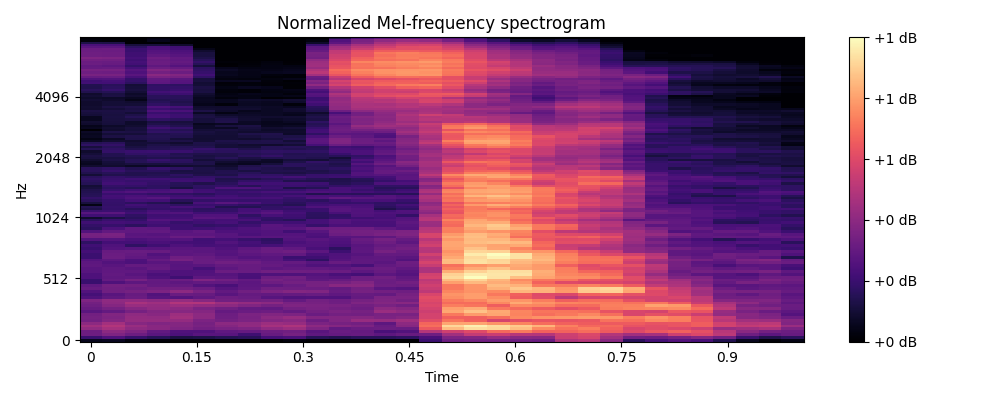 Normalized Mel-frequency spectrogram
Hz
4096
2048
1024
512
0
0 0.15 0.3 0.45 0.6 0.75 0.9
Time
+1 dB
+1 dB
+1 dB
+0 dB
+0 dB
+0 dB